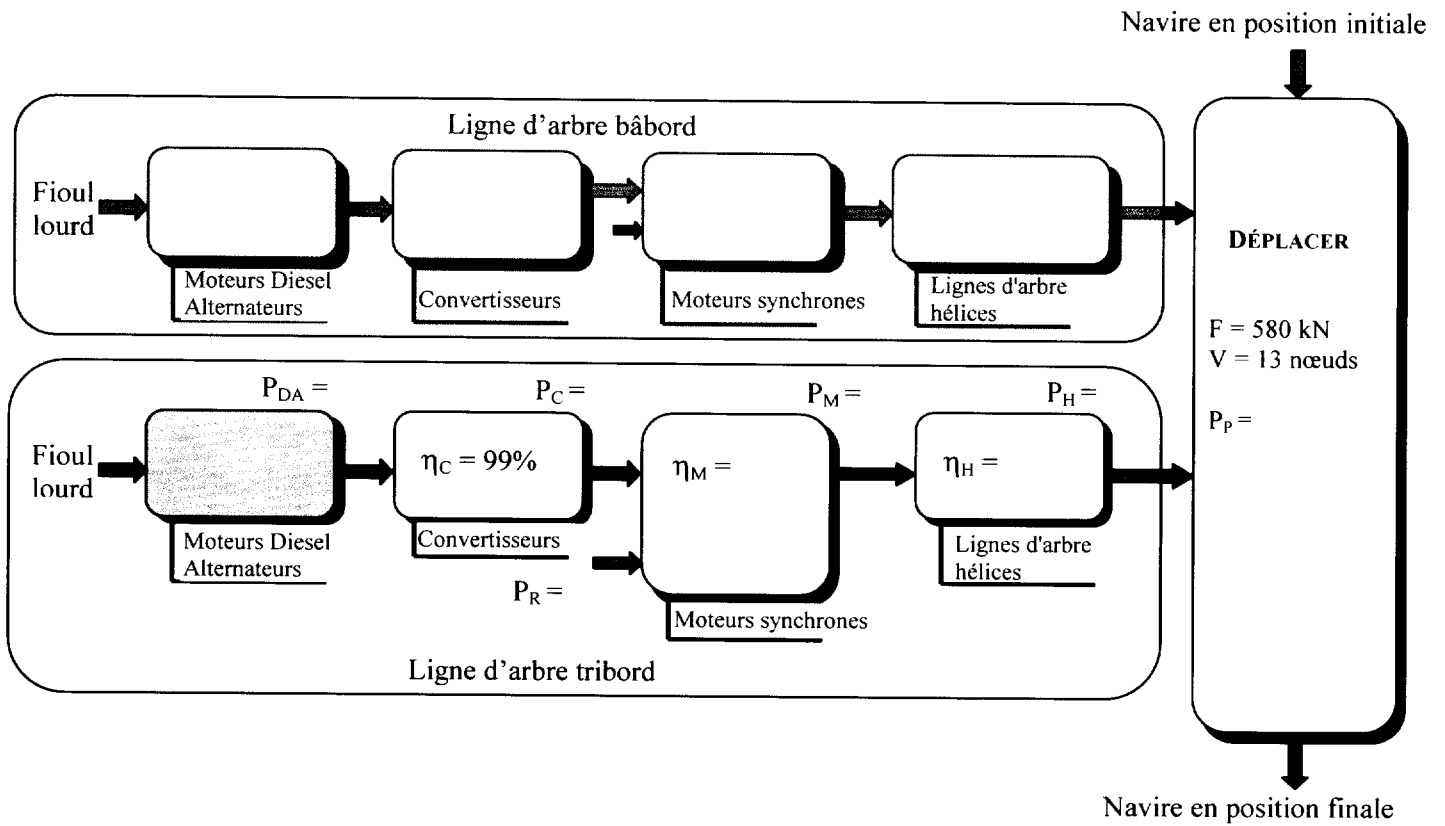 Navire en position initiale
Ligne d'arbre bâbord
Fioul
lourd
Moteurs Diesel
Alternateurs
Convertisseurs
Moteurs synchrones
Lignes d'arbre
hélices
DÉPLACER
F = 580 kN
V = 13 nœuds
P_P =
P_DA =
P_C =
P_M =
P_H =
Fioul
lourd
η_C = 99%
η_M =
η_H =
Moteurs Diesel
Alternateurs
Convertisseurs
P_R =
Moteurs synchrones
Lignes d'arbre
hélices
Ligne d'arbre tribord
Navire en position finale